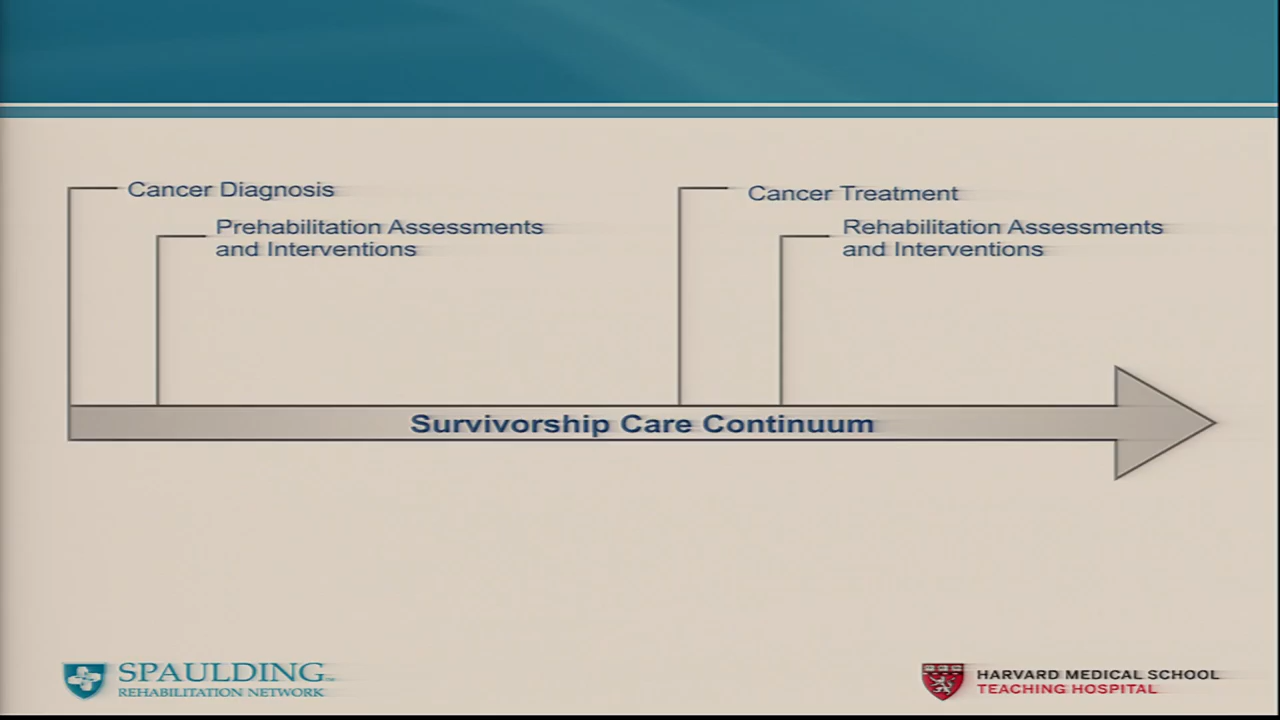 Cancer Diagnosis
Prehabilitation Assessments
and Interventions
Cancer Treatment
Rehabilitation Assessments
and Interventions
Survivorship Care Continuum
SPAULDING
REHABILITATION NETWORK
HARVARD MEDICAL SCHOOL
TEACHING HOSPITAL